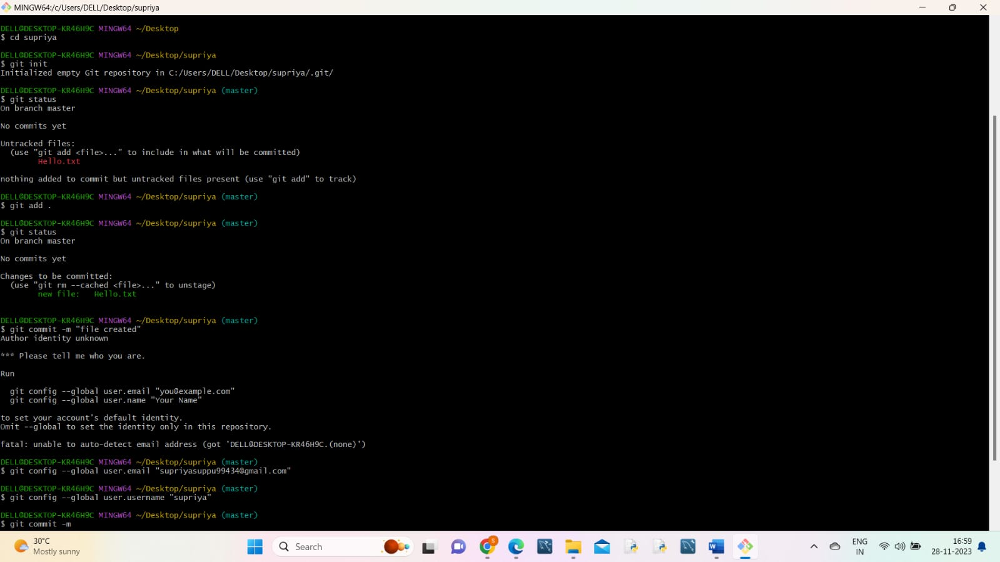 MINGW64:/c/Users/DELL/Desktop/supriya
DELL@DESKTOP-KR46H9C MINGW64 ~/Desktop
$ cd supriya
DELL@DESKTOP-KR46H9C MINGW64 ~/Desktop/supriya
$ git init
Initialized empty Git repository in C:/Users/DELL/Desktop/supriya/.git/
DELL@DESKTOP-KR46H9C MINGW64 ~/Desktop/supriya (master)
$ git status
On branch master
No commits yet
Untracked files:
(use "git add <file>..." to include in what will be committed)
Hello.txt
nothing added to commit but untracked files present (use "git add" to track)
DELL@DESKTOP-KR46H9C MINGW64 ~/Desktop/supriya (master)
$ git add .
DELL@DESKTOP-KR46H9C MINGW64 ~/Desktop/supriya (master)
$ git status
On branch master
No commits yet
Changes to be committed:
(use "git rm --cached <file>..." to unstage)
new file:   Hello.txt
DELL@DESKTOP-KR46H9C MINGW64 ~/Desktop/supriya (master)
$ git commit -m "file created"
Author identity unknown
*** Please tell me who you are.
Run
git config --global user.email "you@example.com"
git config --global user.name "Your Name"
to set your account's default identity.
Omit --global to set the identity only in this repository.
fatal: unable to auto-detect email address (got 'DELL@DESKTOP-KR46H9C.(none)')
DELL@DESKTOP-KR46H9C MINGW64 ~/Desktop/supriya (master)
$ git config --global user.email "supriyasuppu99434@gmail.com"
DELL@DESKTOP-KR46H9C MINGW64 ~/Desktop/supriya (master)
$ git config --global user.username "supriya"
DELL@DESKTOP-KR46H9C MINGW64 ~/Desktop/supriya (master)
$ git commit -m
30°C
Mostly sunny
Search
S
W
ENG
IN
16:59
28-11-2023